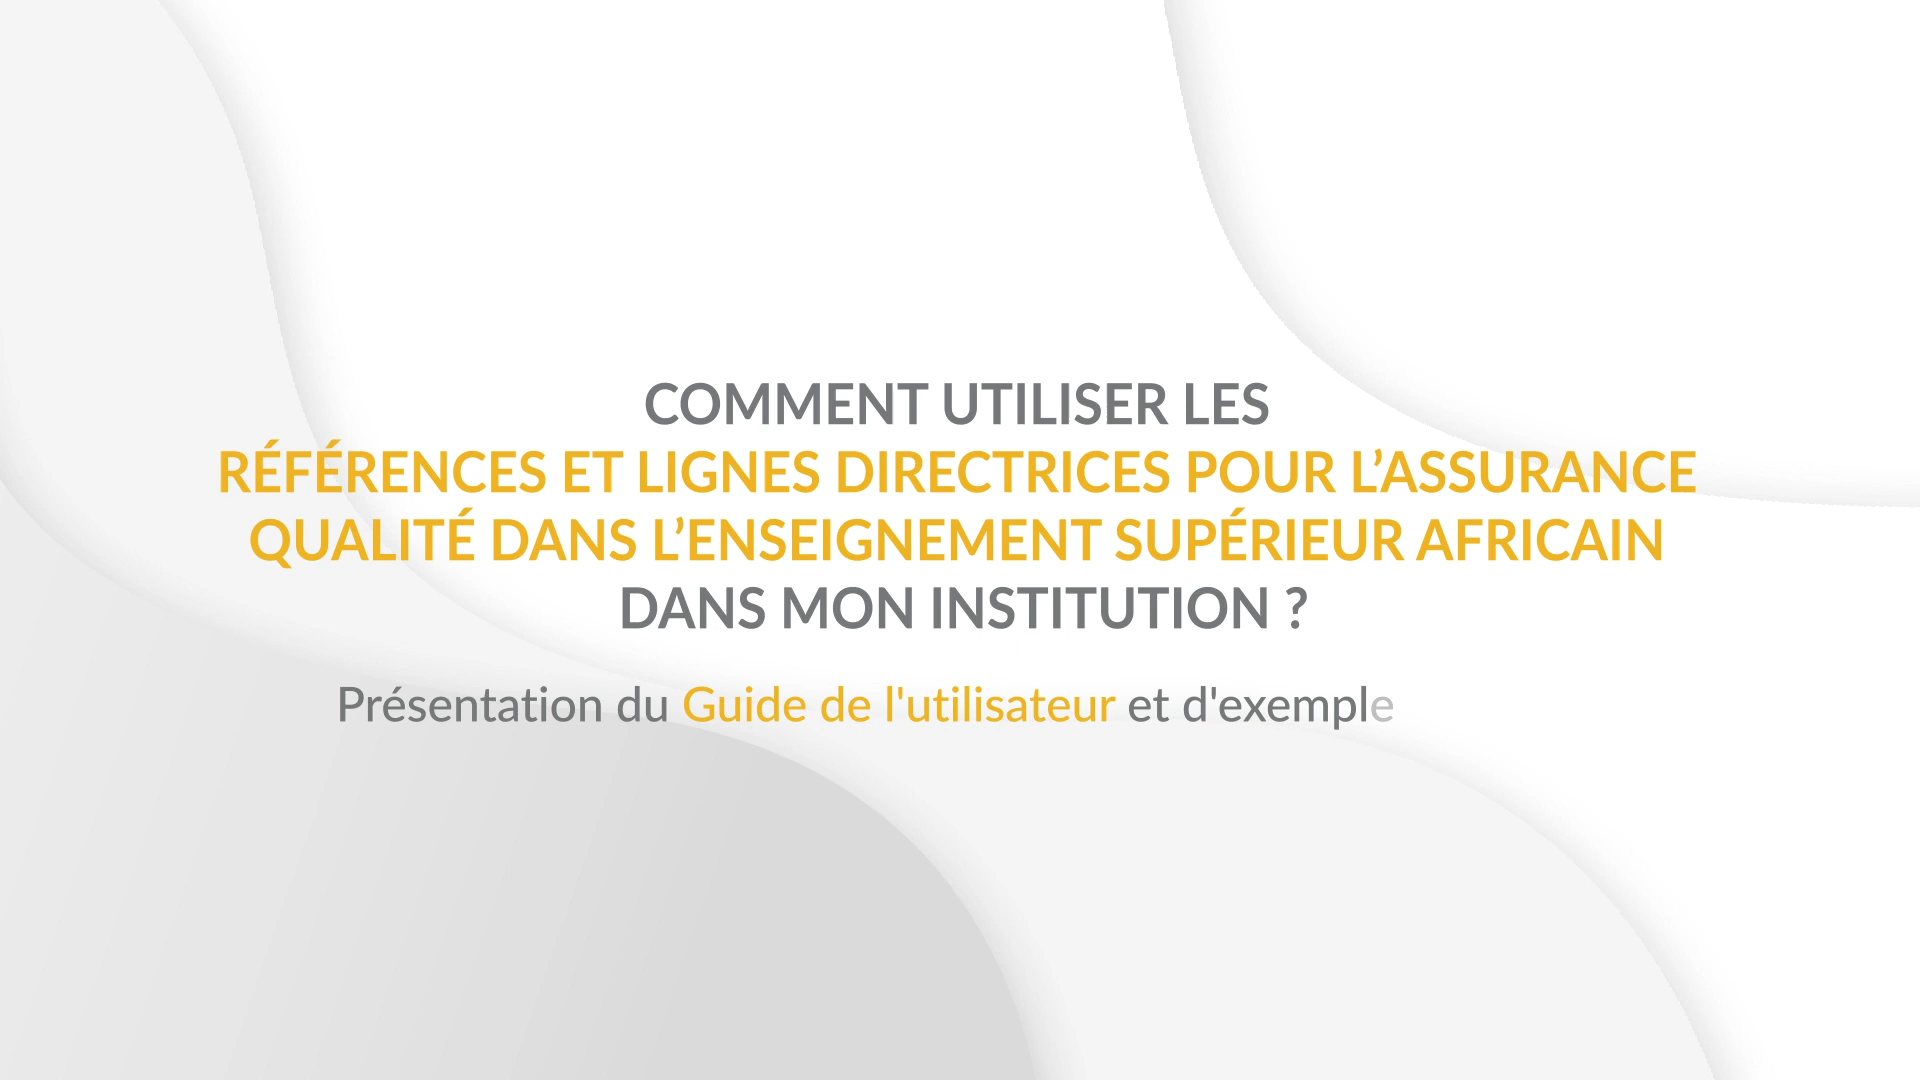 COMMENT UTILISER LES
RÉFÉRENCES ET LIGNES DIRECTRICES POUR L’ASSURANCE
QUALITÉ DANS L’ENSEIGNEMENT SUPÉRIEUR AFRICAIN
DANS MON INSTITUTION ?
Présentation du Guide de l'utilisateur et d'exemple